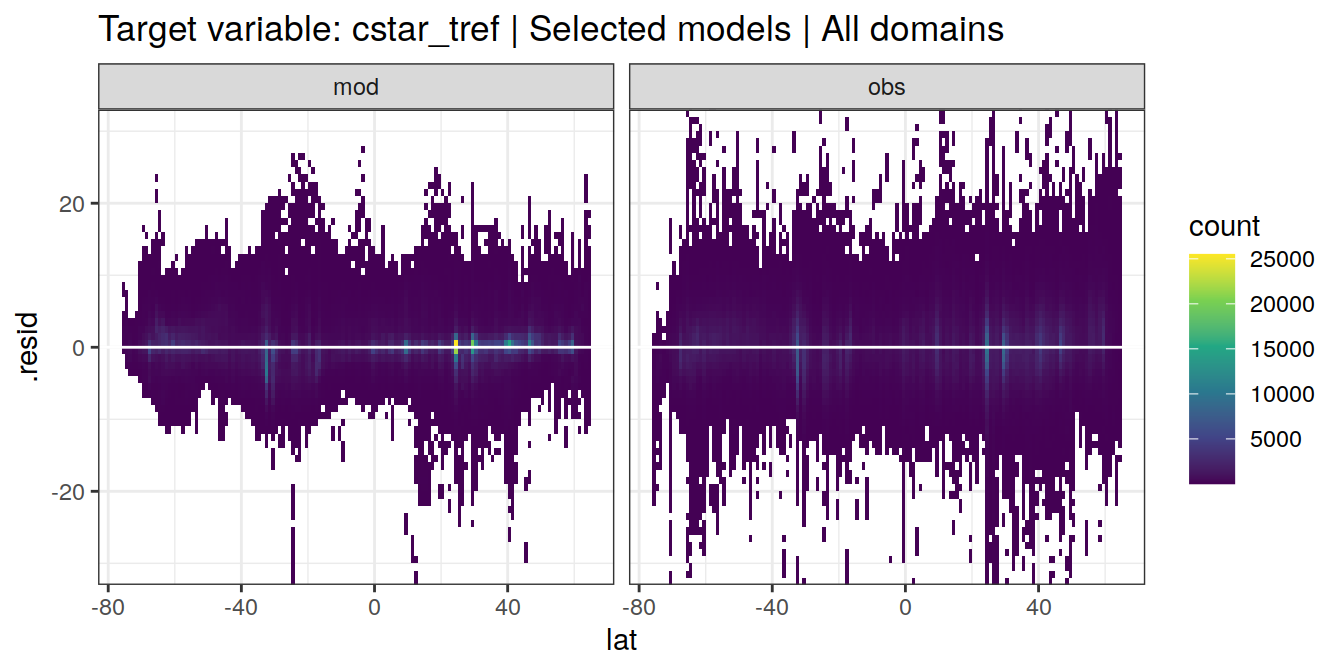 Target variable: cstar_tref | Selected models | All domains
mod
obs
.resid
20
0
-20
-80
-40
0
40
-80
-40
0
40
lat
count
25000
20000
15000
10000
5000